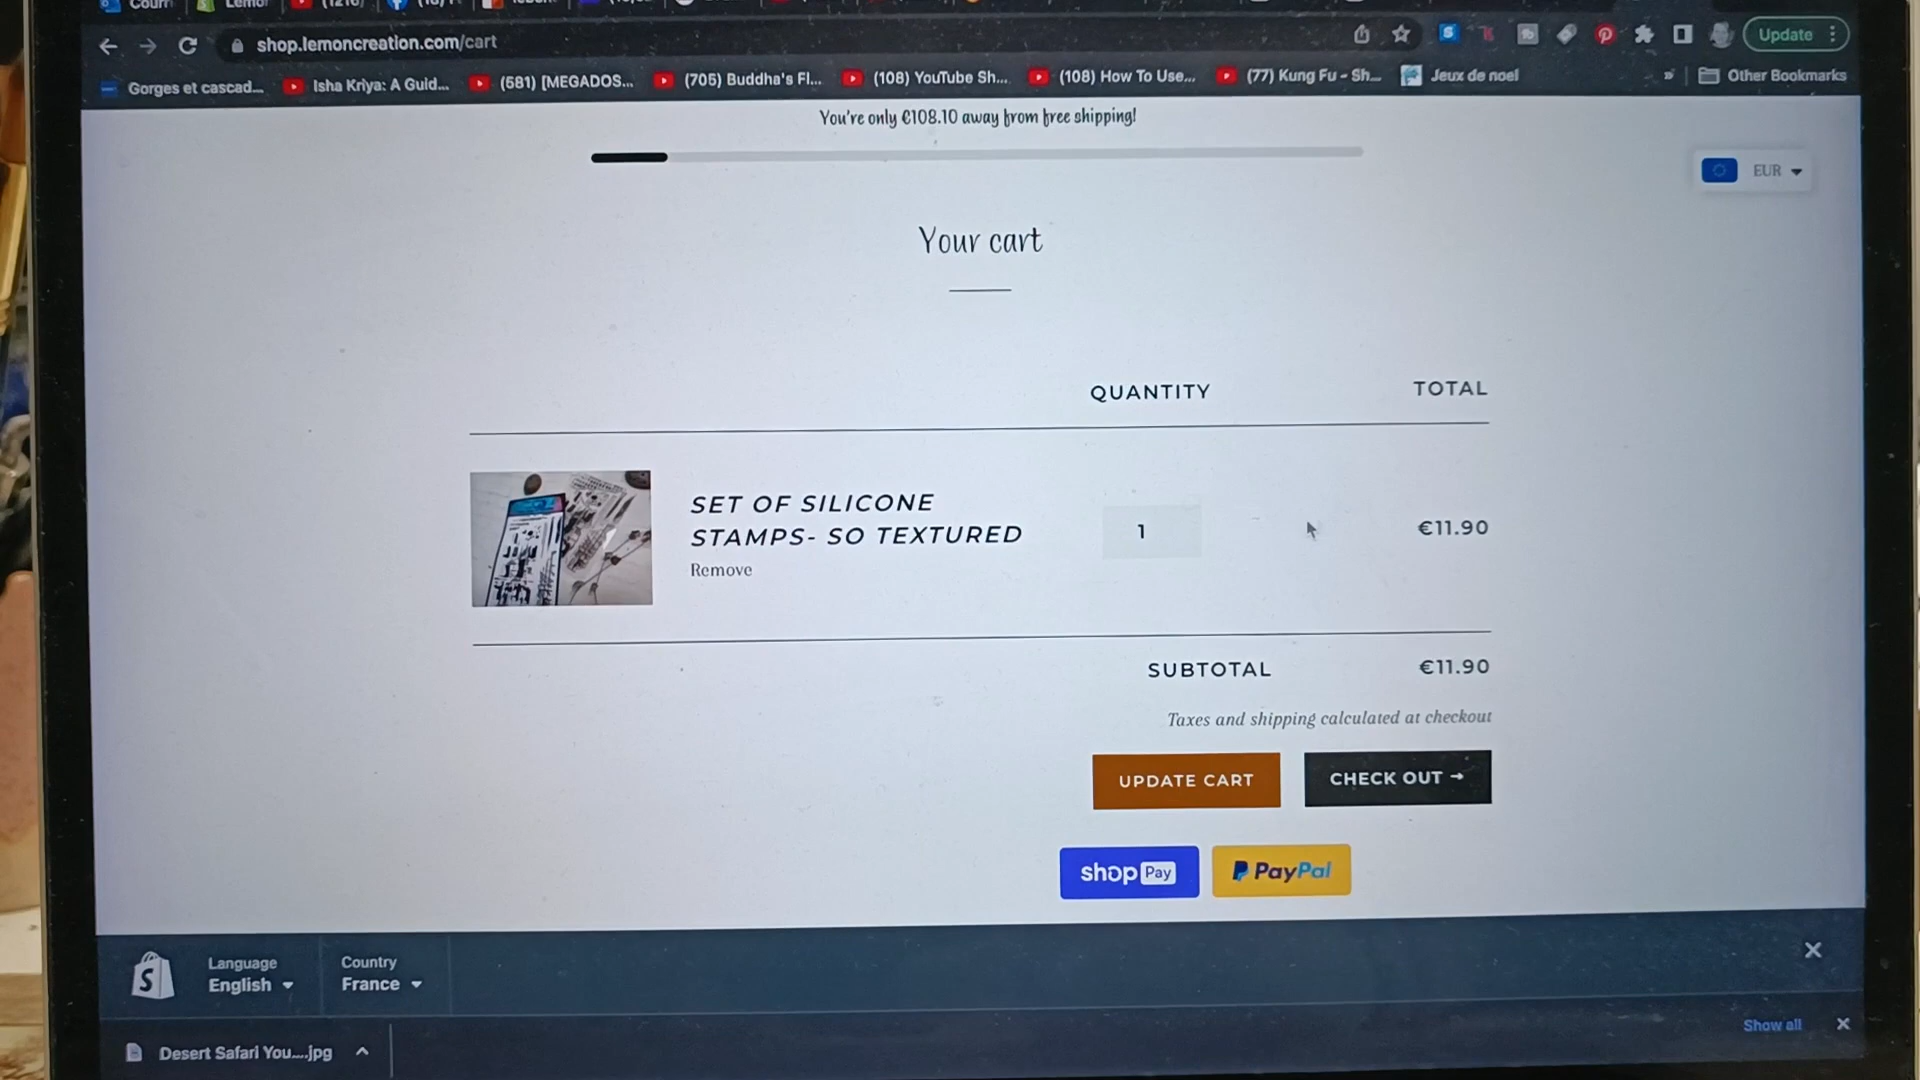 shop.lemoncreation.com/cart
Update
Gorges et cascad...
Isha Kriya: A Guid...
(581) [MEGADOS...
(705) Buddha's Fl...
(108) YouTube Sh...
(108) How To Use...
(77) Kung Fu - Sh...
Jeux de noel
»
Other Bookmarks
You're only €108.10 away from free shipping!
EUR
Your cart
QUANTITY
TOTAL
SET OF SILICONE
STAMPS- SO TEXTURED
Remove
1
€11.90
SUBTOTAL
€11.90
Taxes and shipping calculated at checkout
UPDATE CART
CHECK OUT →
shop Pay
PayPal
Language
English
Country
France
Show all
Desert Safari You....jpg